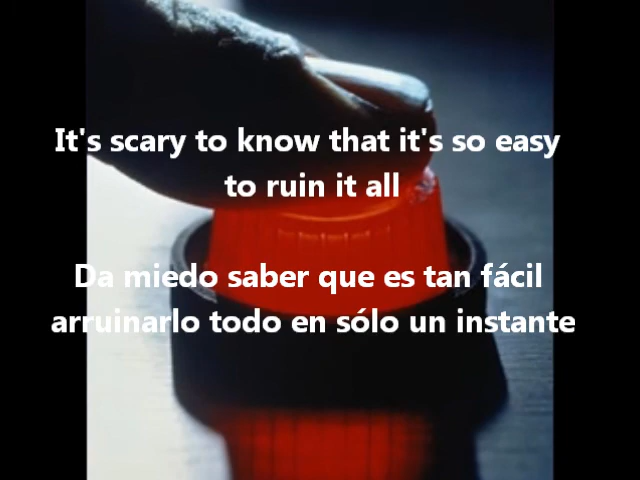 It's scary to know that it's so easy
to ruin it all
Da miedo saber que es tan fácil
arruinarlo todo en sólo un instante